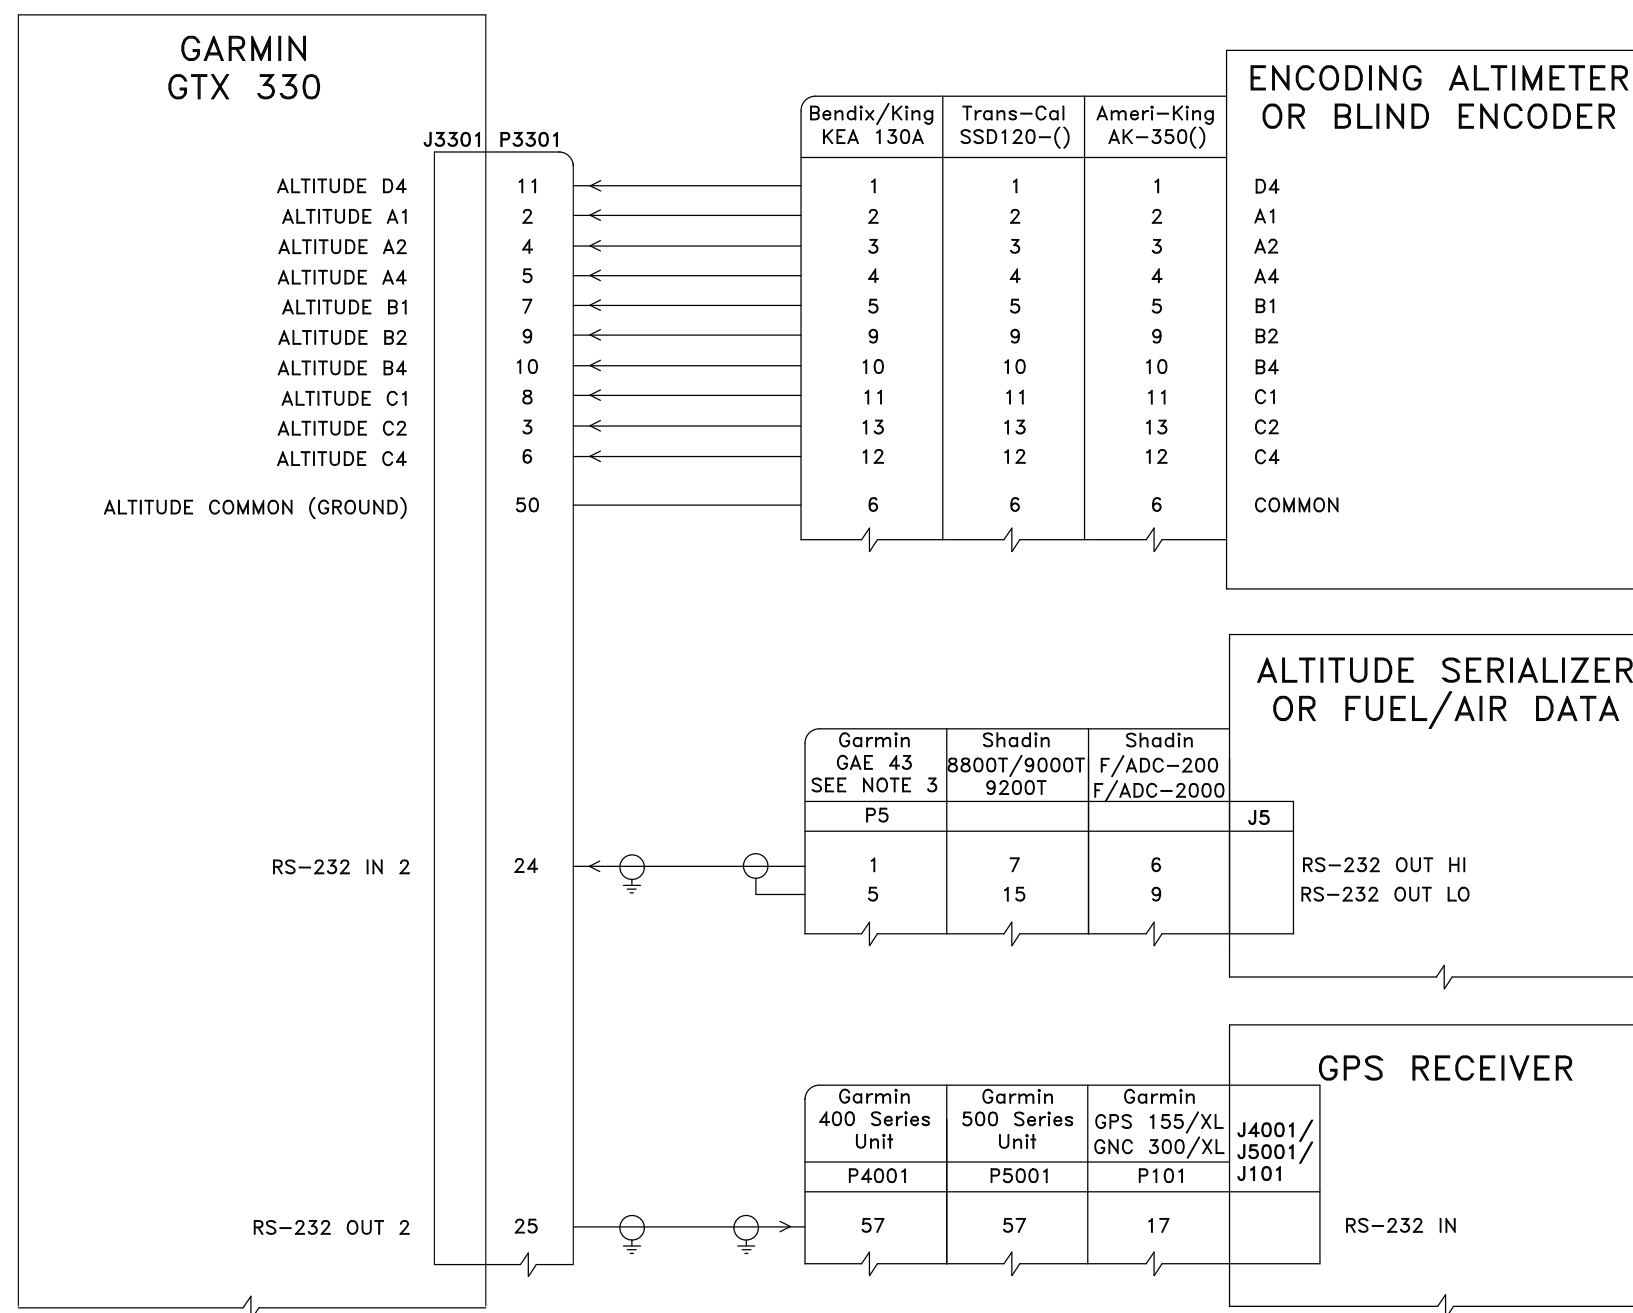 GARMIN
GTX 330
J3301 P3301
Bendix/King
KEA 130A
Trans-Cal
SSD120-()
Ameri-King
AK-350()
ENCODING ALTIMETER
OR BLIND ENCODER
ALTITUDE D4 11 1 1 1 D4
ALTITUDE A1 2 2 2 2 A1
ALTITUDE A2 4 3 3 3 A2
ALTITUDE A4 5 4 4 4 A4
ALTITUDE B1 7 5 5 5 B1
ALTITUDE B2 9 9 9 9 B2
ALTITUDE B4 10 10 10 10 B4
ALTITUDE C1 8 11 11 11 C1
ALTITUDE C2 3 13 13 13 C2
ALTITUDE C4 6 12 12 12 C4
ALTITUDE COMMON (GROUND) 50 6 6 6 COMMON
ALTITUDE SERIALIZER
OR FUEL/AIR DATA
Garmin
GAE 43
SEE NOTE 3
Shadin
8800T/9000T
9200T
Shadin
F/ADC-200
F/ADC-2000
P5 J5
RS-232 IN 2 24 1 7 6 RS-232 OUT HI
5 15 9 RS-232 OUT LO
GPS RECEIVER
Garmin
400 Series
Unit
Garmin
500 Series
Unit
Garmin
GPS 155/XL
GNC 300/XL
J4001/
J5001/
J101
P4001 P5001 P101
RS-232 OUT 2 25 57 57 17 RS-232 IN